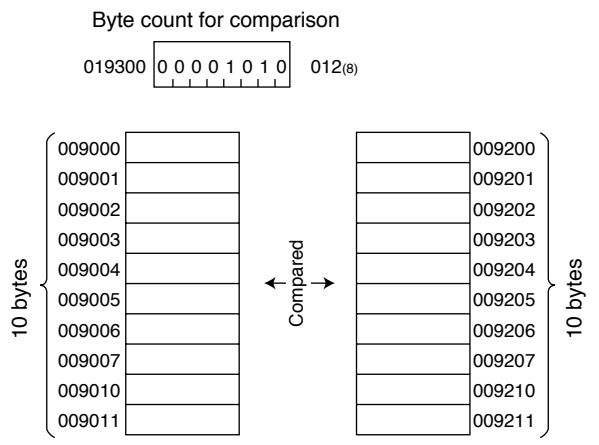 Byte count for comparison
019300 0 0 0 0 1 0 1 0 012(8)
009000 009200
009001 009201
009002 009202
009003 009203
009004 009204
009005 009205
009006 009206
009007 009207
009010 009210
009011 009211
10 bytes
Compared
10 bytes